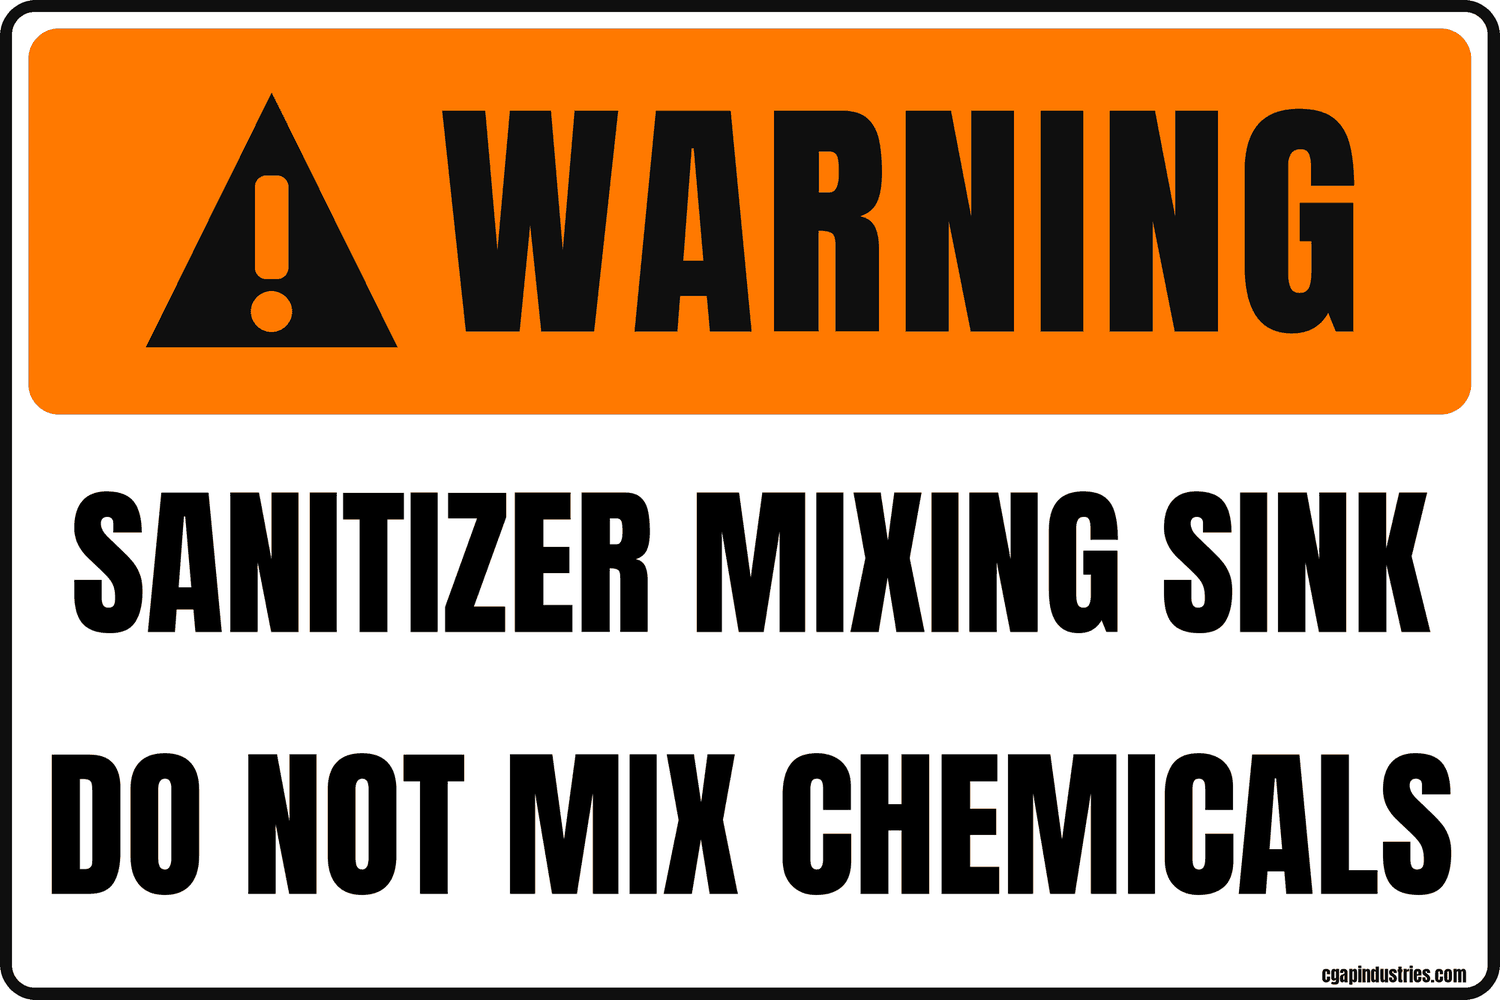 WARNING
SANITIZER MIXING SINK
DO NOT MIX CHEMICALS
cgapindustries.com